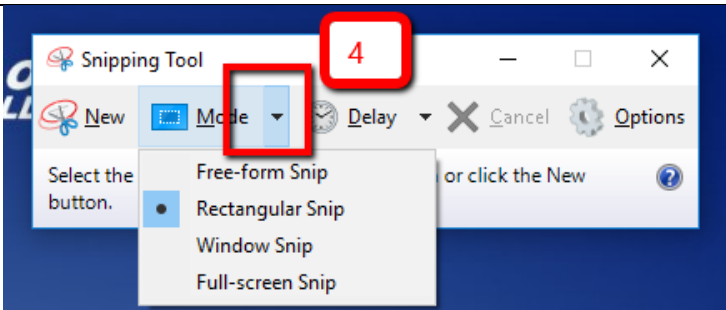 Snipping Tool
4
New Mode Delay Cancel Options
Select the
or click the New
button.
Free-form Snip
Rectangular Snip
Window Snip
Full-screen Snip